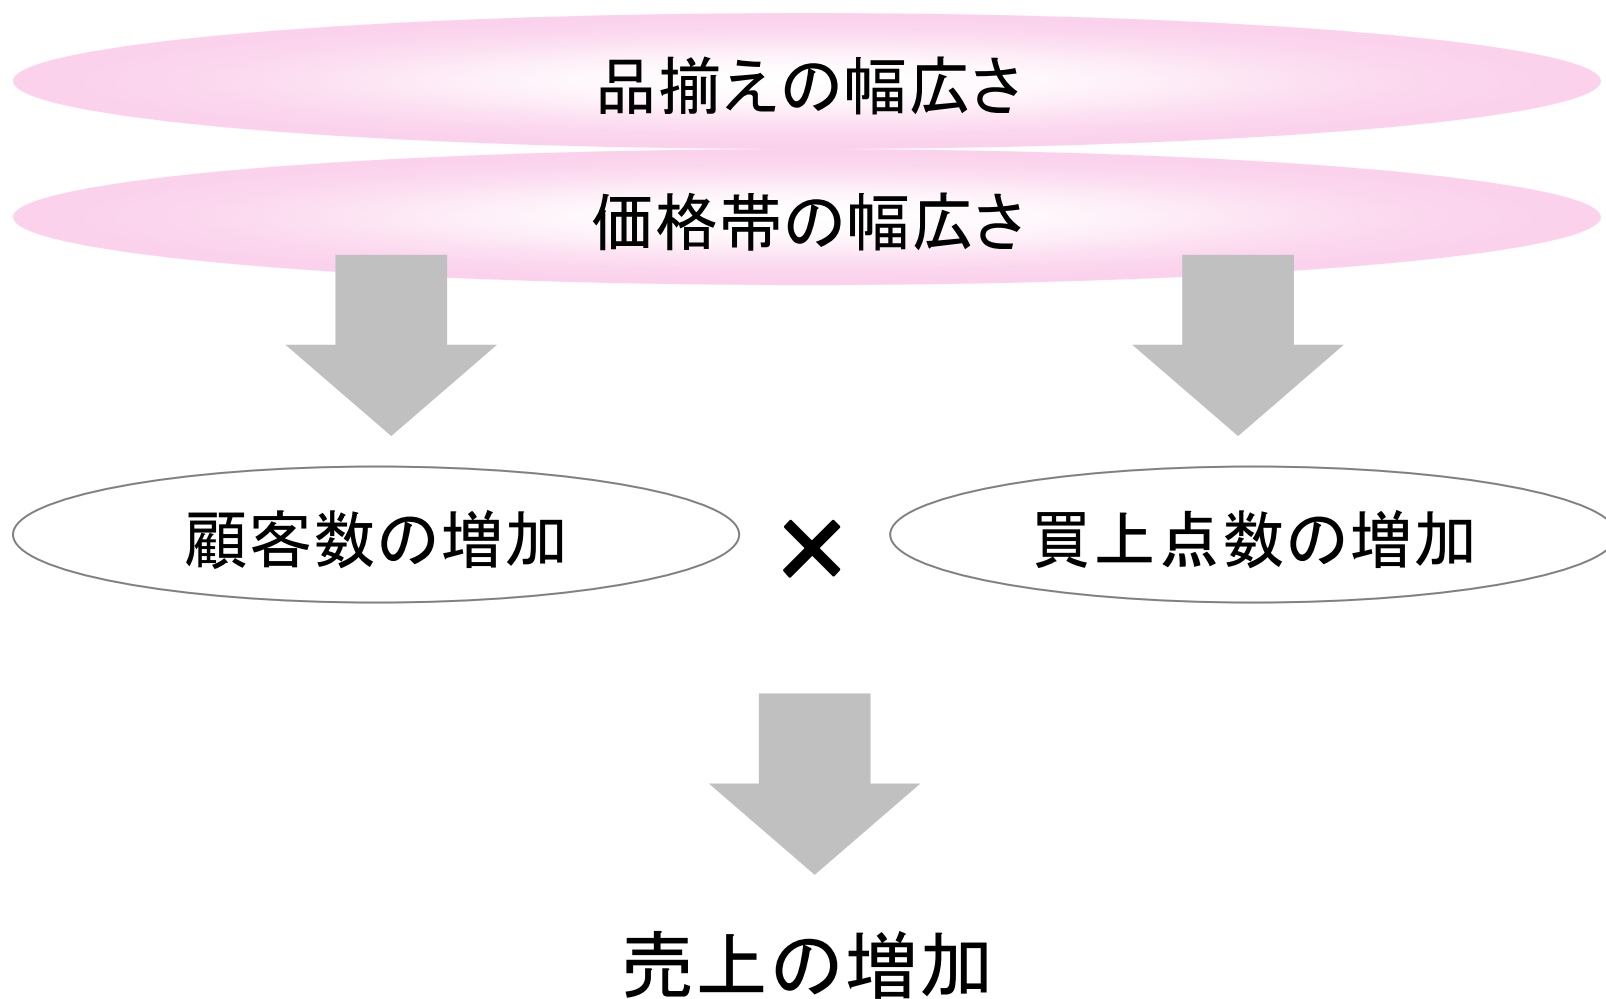 品揃えの幅広さ
価格帯の幅広さ
顧客数の増加
×
買上点数の増加
売上の増加